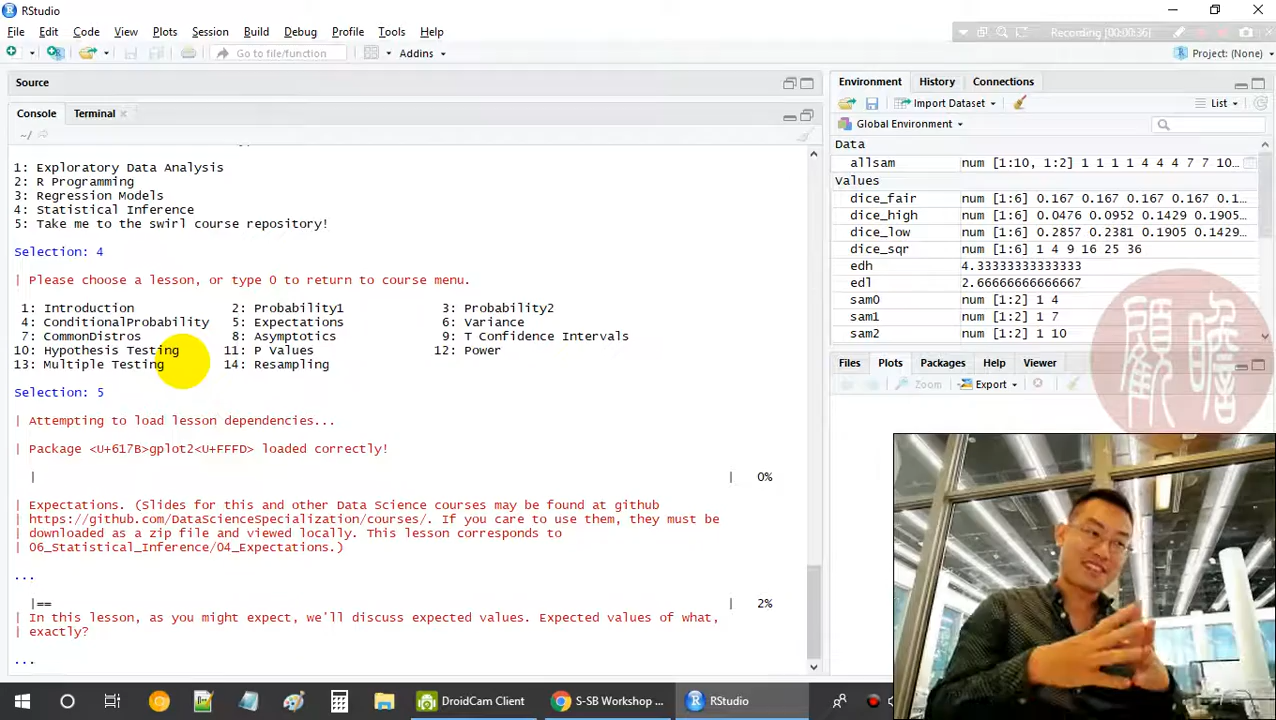 RStudio
File Edit Code View Plots Session Build Debug Profile Tools Help
Recording [00:00:36]
Go to file/function
Addins
Project: (None)
Source
Console Terminal
~/
1: Exploratory Data Analysis
2: R Programming
3: Regression Models
4: Statistical Inference
5: Take me to the swirl course repository!
Selection: 4
| Please choose a lesson, or type 0 to return to course menu.
1: Introduction 2: Probability1 3: Probability2
4: ConditionalProbability 5: Expectations 6: Variance
7: CommonDistros 8: Asymptotics 9: T Confidence Intervals
10: Hypothesis Testing 11: P Values 12: Power
13: Multiple Testing 14: Resampling
Selection: 5
| Attempting to load lesson dependencies...
| Package <U+617B>gplot2<U+FFFD> loaded correctly!
| | 0%
| Expectations. (Slides for this and other Data Science courses may be found at github
| https://github.com/DataScienceSpecialization/courses/. If you care to use them, they must be
| downloaded as a zip file and viewed locally. This lesson corresponds to
| 06_Statistical_Inference/04_Expectations.)
...
|== | 2%
| In this lesson, as you might expect, we'll discuss expected values. Expected values of what,
| exactly?
...
Environment History Connections
Import Dataset List
Global Environment
Data
allsam num [1:10, 1:2] 1 1 1 1 4 4 4 7 7 10…
Values
dice_fair num [1:6] 0.167 0.167 0.167 0.167 0.1…
dice_high num [1:6] 0.0476 0.0952 0.1429 0.1905…
dice_low num [1:6] 0.2857 0.2381 0.1905 0.1429…
dice_sqr num [1:6] 1 4 9 16 25 36
edh 4.33333333333333
edl 2.66666666666667
sam0 num [1:2] 1 4
sam1 num [1:2] 1 7
sam2 num [1:2] 1 10
Files Plots Packages Help Viewer
Zoom Export
DroidCam Client
S-SB Workshop ...
RStudio